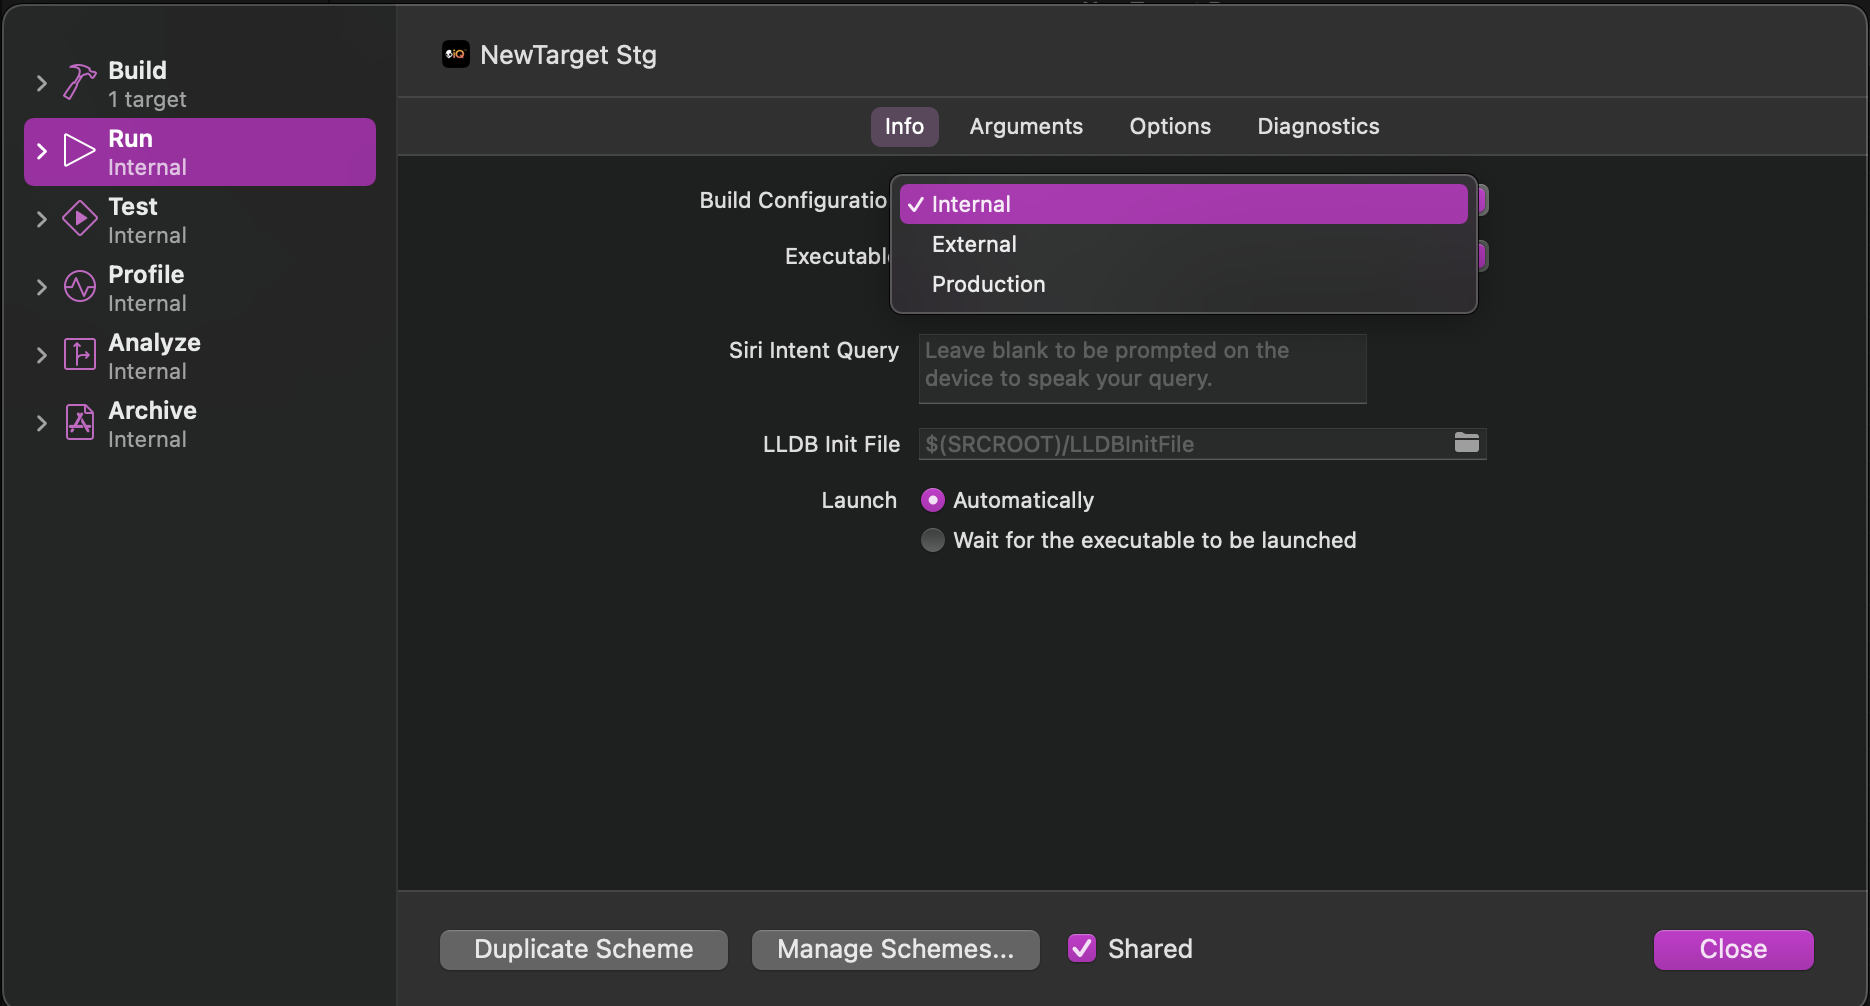 Build
1 target
Run
Internal
Test
Internal
Profile
Internal
Analyze
Internal
Archive
Internal
iQ NewTarget Stg
Info Arguments Options Diagnostics
Build Configuratio
Internal
External
Production
Executabl
Siri Intent Query
Leave blank to be prompted on the
device to speak your query.
LLDB Init File $(SRCROOT)/LLDBInitFile
Launch Automatically
Wait for the executable to be launched
Duplicate Scheme Manage Schemes... Shared Close